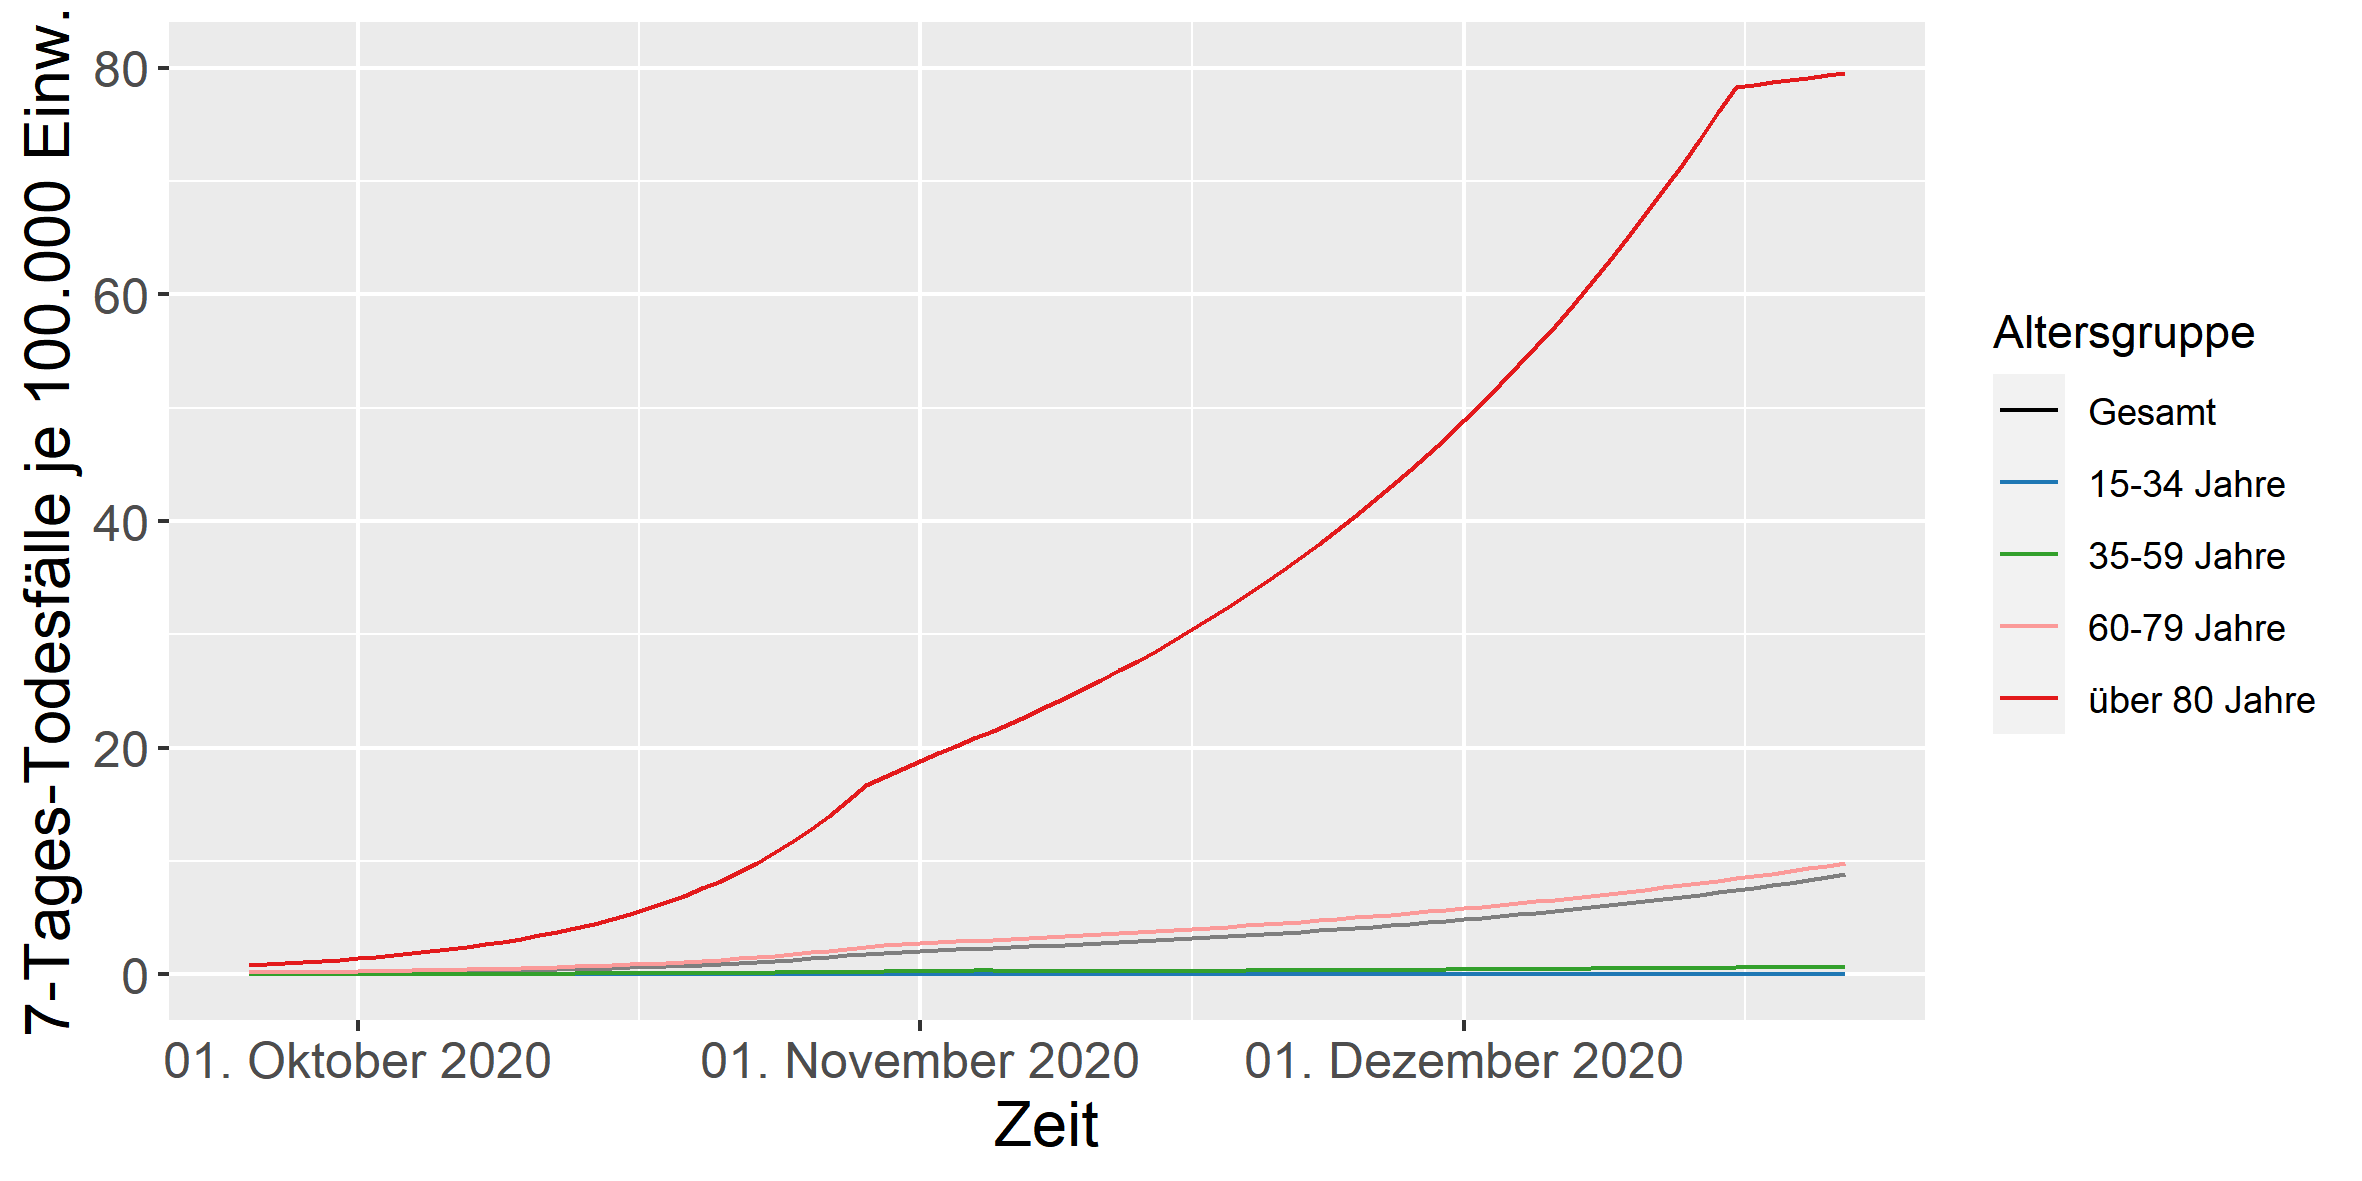 7-Tages-Todesfälle je 100.000 Einw.
80
60
40
20
0
01. Oktober 2020
01. November 2020
01. Dezember 2020
Zeit
Altersgruppe
Gesamt
15-34 Jahre
35-59 Jahre
60-79 Jahre
über 80 Jahre